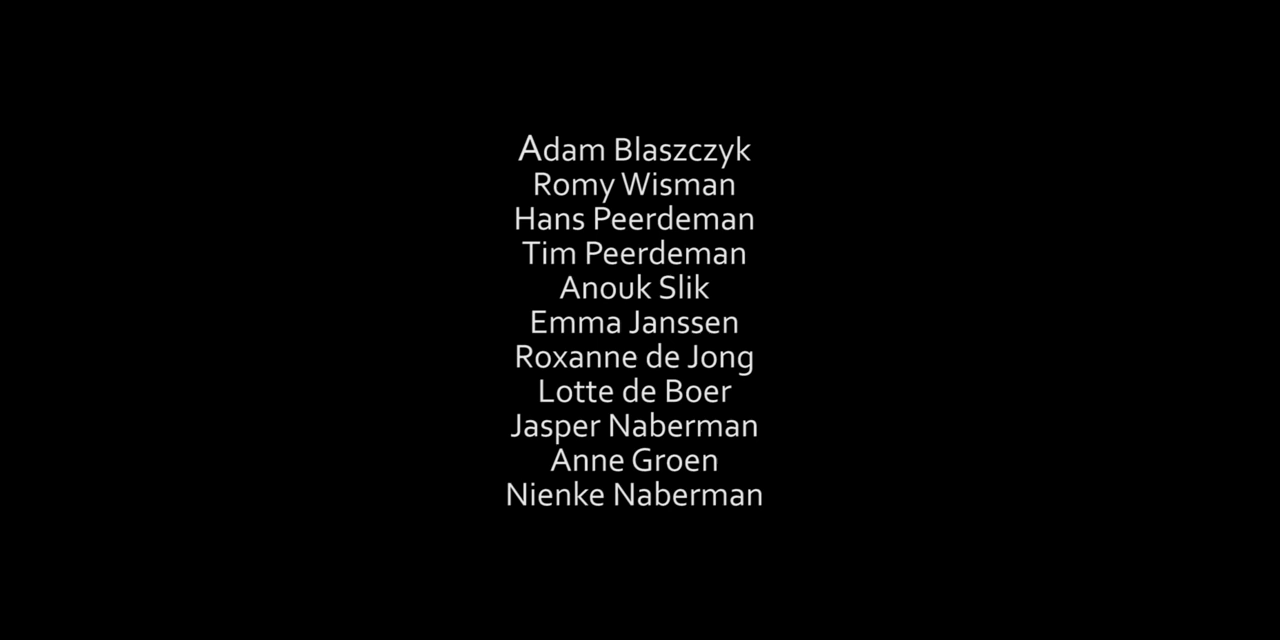 Adam Blaszczyk
Romy Wisman
Hans Peerdeman
Tim Peerdeman
Anouk Slik
Emma Janssen
Roxanne de Jong
Lotte de Boer
Jasper Naberman
Anne Groen
Nienke Naberman